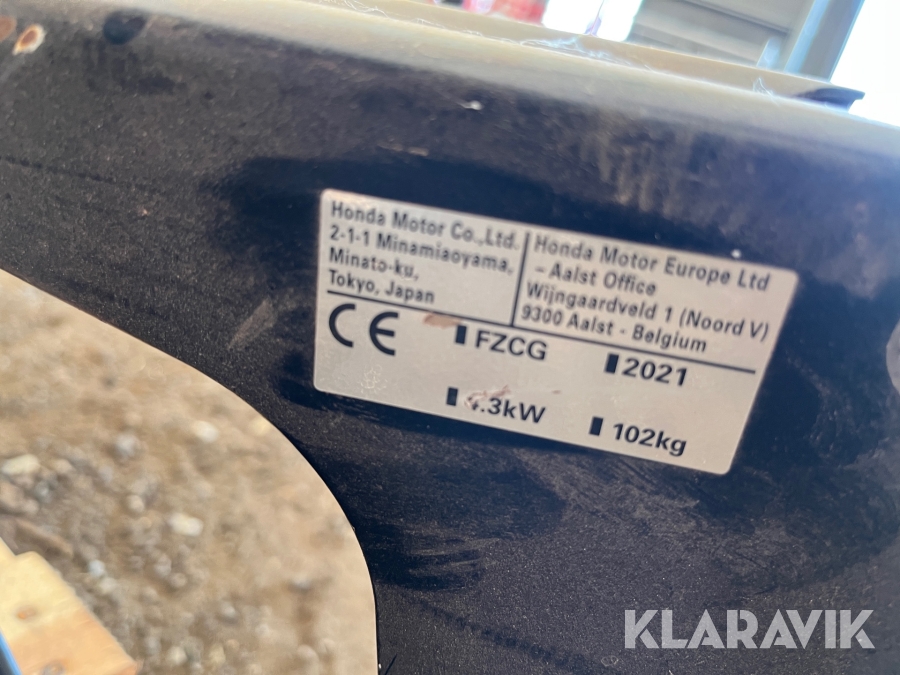 Honda Motor Co.,Ltd.
2-1-1 Minamiaoyama,
Minato-ku,
Tokyo, Japan
Honda Motor Europe Ltd
- Aalst Office
Wijngaardveld 1 (Noord V)
9300 Aalst - Belgium
CE
FZCG
2021
102kg
KLARAVIK